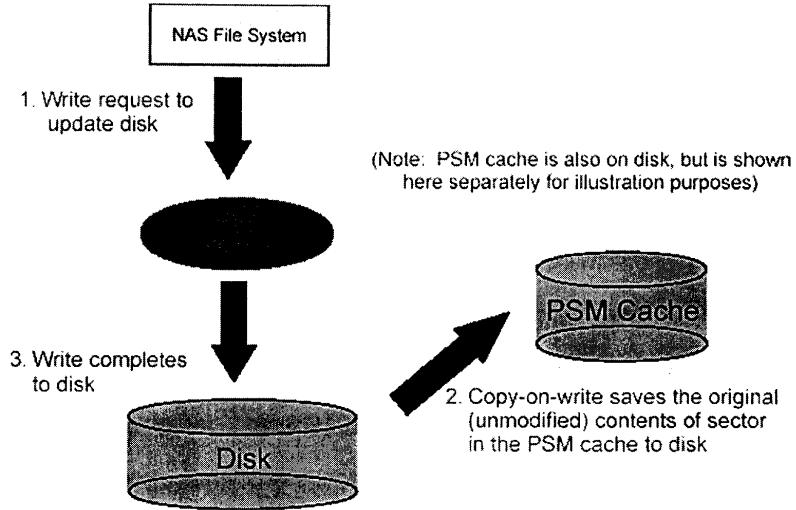 NAS File System
1. Write request to
update disk
(Note: PSM cache is also on disk, but is shown
here separately for illustration purposes)
PSM Cache
3. Write completes
to disk
2. Copy-on-write saves the original
(unmodified) contents of sector
in the PSM cache to disk
Disk